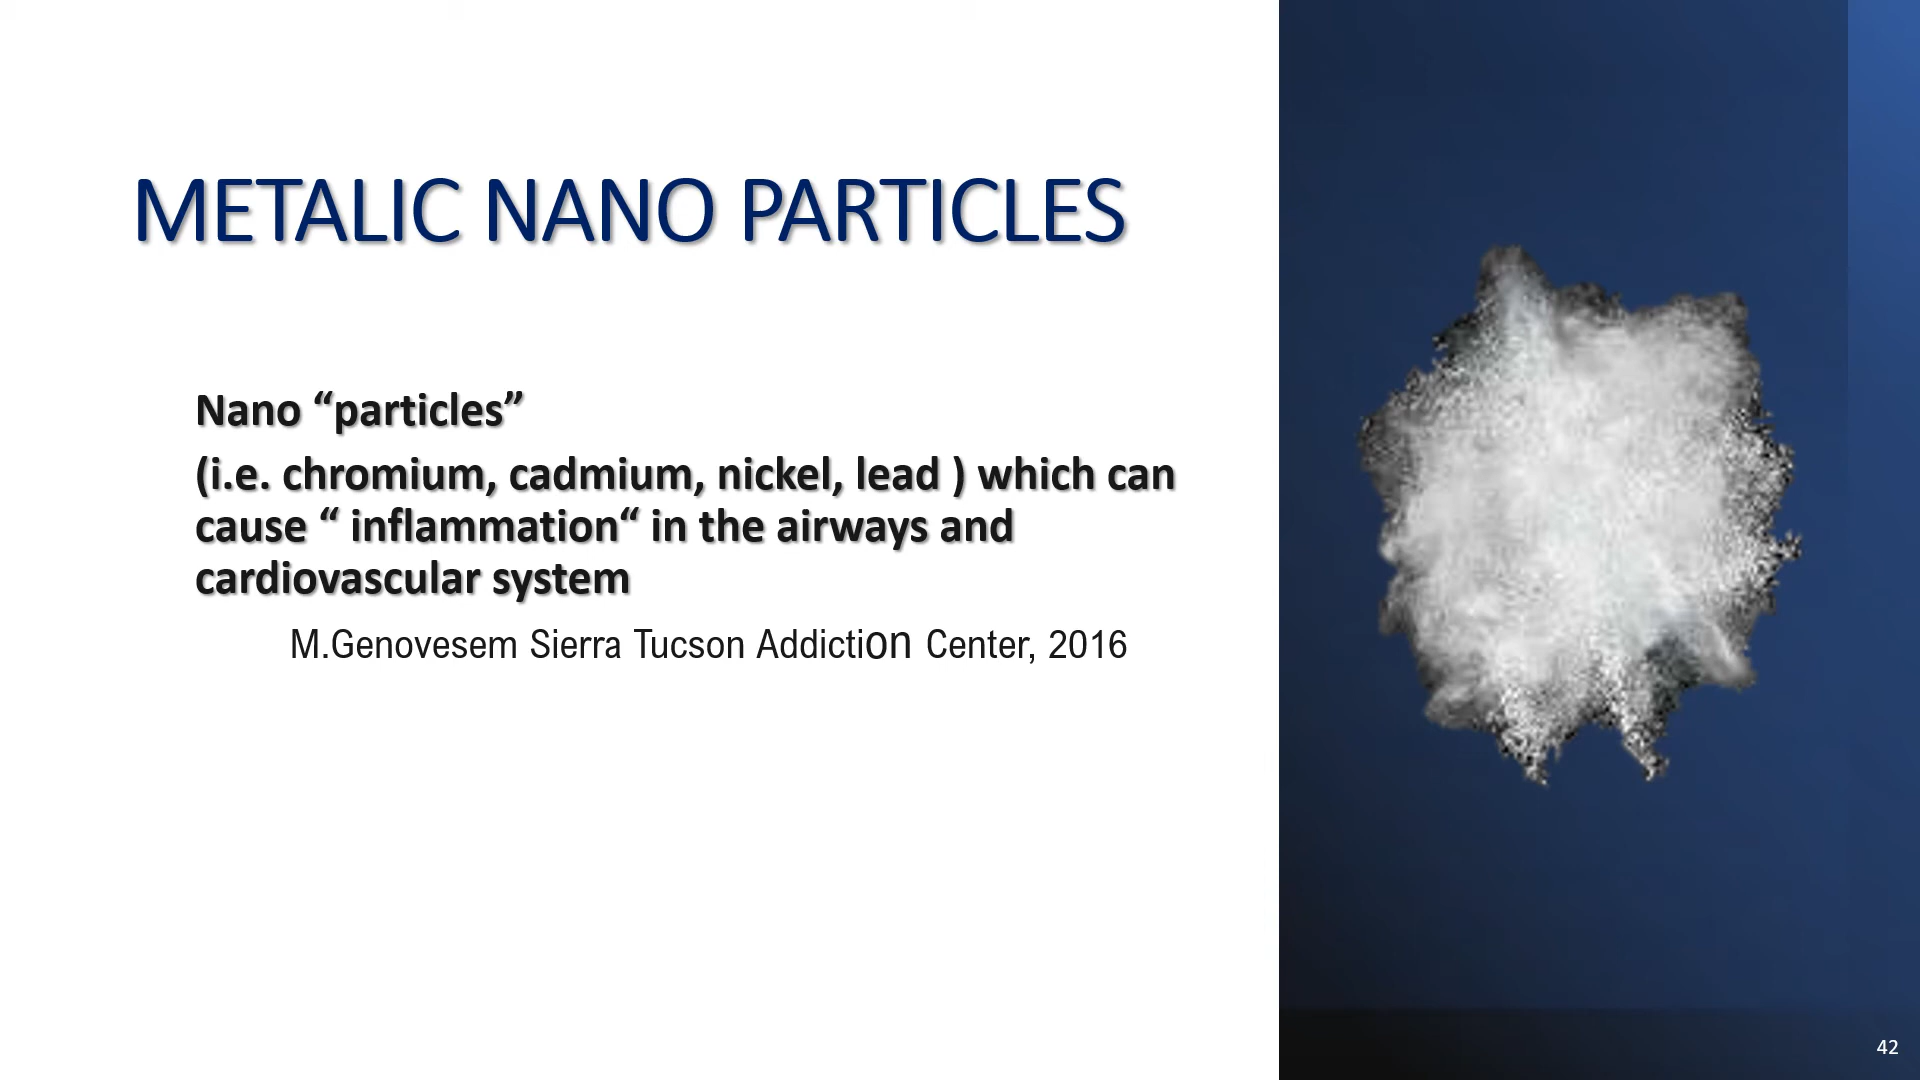 METALIC NANO PARTICLES
Nano “particles”
(i.e. chromium, cadmium, nickel, lead ) which can
cause “ inflammation“ in the airways and
cardiovascular system
M.Genovesem Sierra Tucson Addiction Center, 2016
42